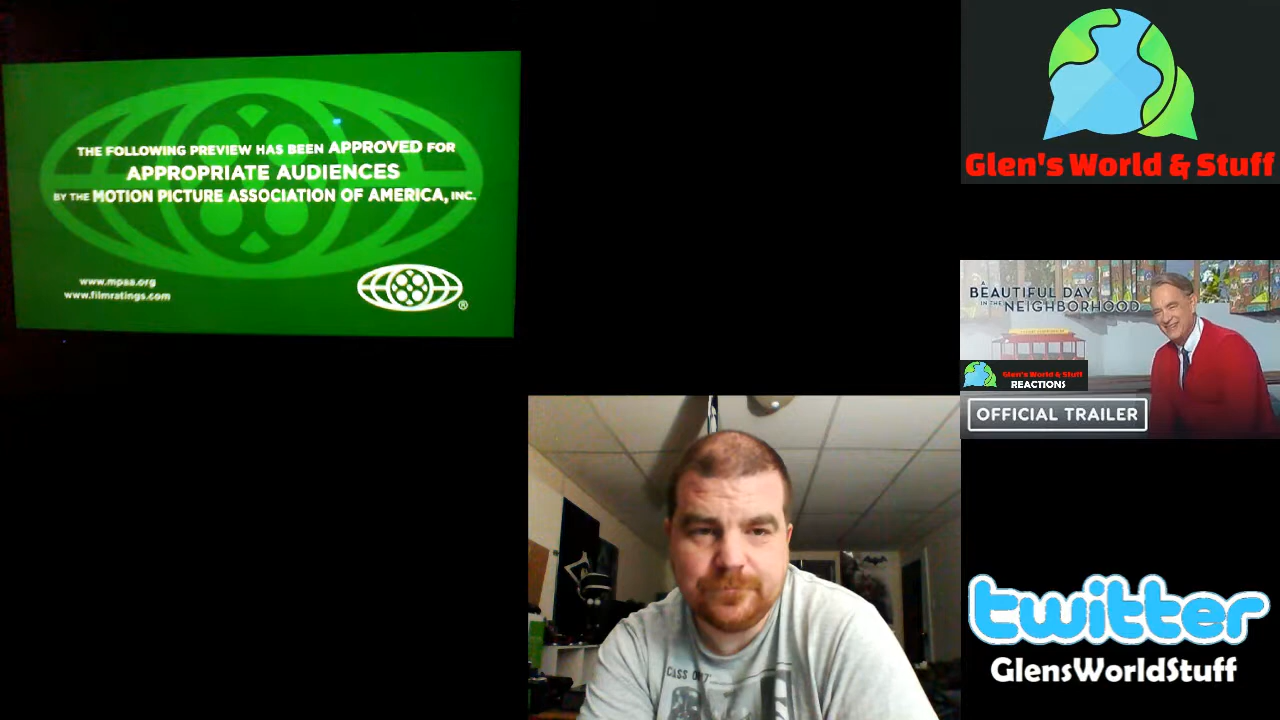 THE FOLLOWING PREVIEW HAS BEEN APPROVED FOR
APPROPRIATE AUDIENCES
BY THE MOTION PICTURE ASSOCIATION OF AMERICA, INC.
www.mpaa.org
www.filmratings.com
®
Glen's World & Stuff
A
BEAUTIFUL DAY
IN THE NEIGHBORHOOD
Glen's World & Stuff
REACTIONS
OFFICIAL TRAILER
twitter
GlensWorldStuff